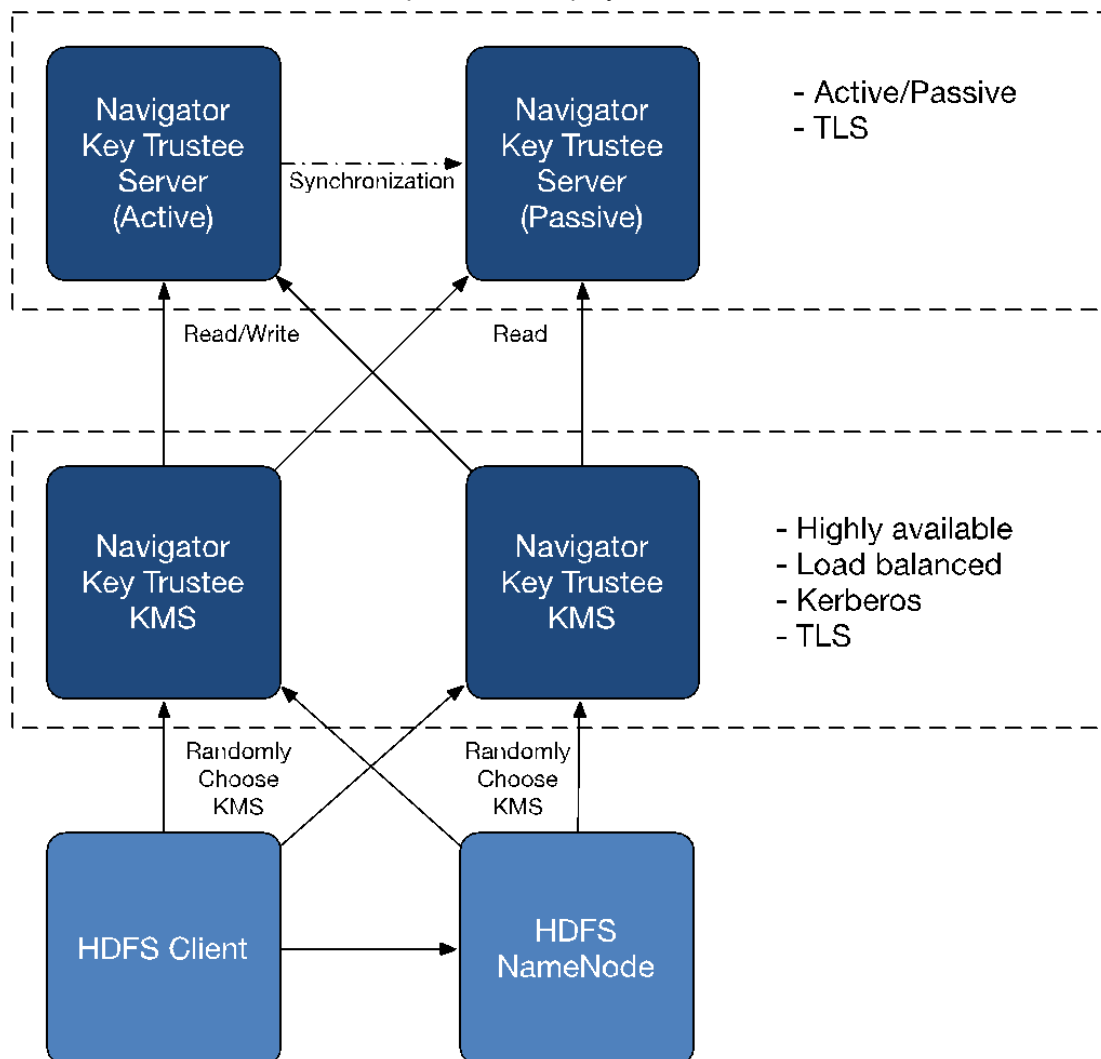 Navigator
Key Trustee
Server
(Active)
Synchronization
Navigator
Key Trustee
Server
(Passive)
- Active/Passive
- TLS
Read/Write
Read
Navigator
Key Trustee
KMS
Navigator
Key Trustee
KMS
- Highly available
- Load balanced
- Kerberos
- TLS
Randomly
Choose
KMS
Randomly
Choose
KMS
HDFS Client
HDFS
NameNode